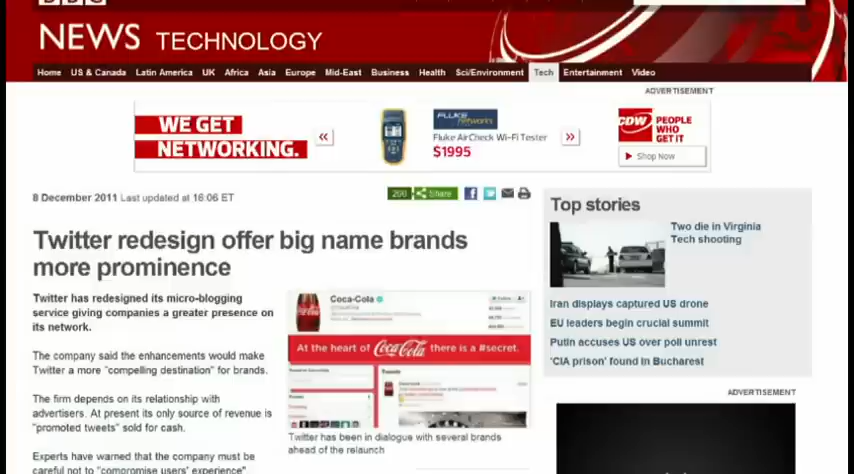 BBC
NEWS TECHNOLOGY
Home US & Canada Latin America UK Africa Asia Europe Mid-East Business Health Sci/Environment Tech Entertainment Video
ADVERTISEMENT
WE GET
NETWORKING.
«
FLUKE
networks
Fluke AirCheck Wi-Fi Tester
$1995
»
CDW
PEOPLE
WHO
GET IT
Shop Now
8 December 2011 Last updated at 16:06 ET
260 Share
Twitter redesign offer big name brands
more prominence
Twitter has redesigned its micro-blogging
service giving companies a greater presence on
its network.
The company said the enhancements would make
Twitter a more "compelling destination" for brands.
The firm depends on its relationship with
advertisers. At present its only source of revenue is
"promoted tweets" sold for cash.
Experts have warned that the company must be
careful not to "compromise users' experience"
Coca-Cola
At the heart of Coca-Cola there is a #secret.
Tweets
Twitter has been in dialogue with several brands
ahead of the relaunch
Top stories
Two die in Virginia
Tech shooting
Iran displays captured US drone
EU leaders begin crucial summit
Putin accuses US over poll unrest
'CIA prison' found in Bucharest
ADVERTISEMENT